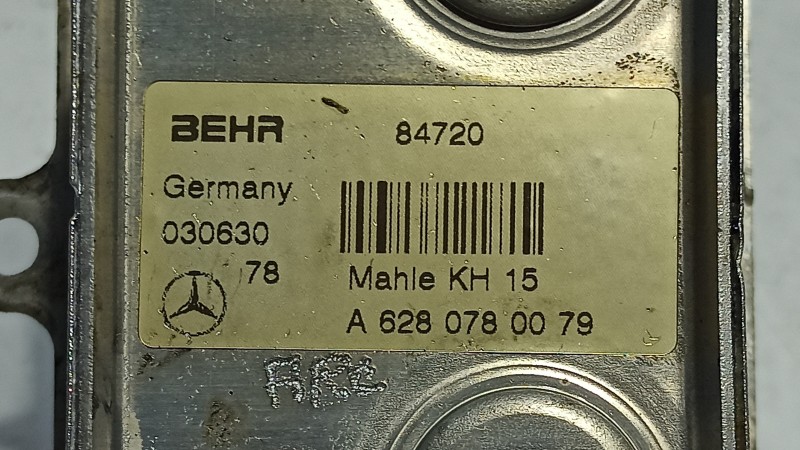 BEHR 84720
Germany
030630
78 Mahle KH 15
A 628 078 00 79